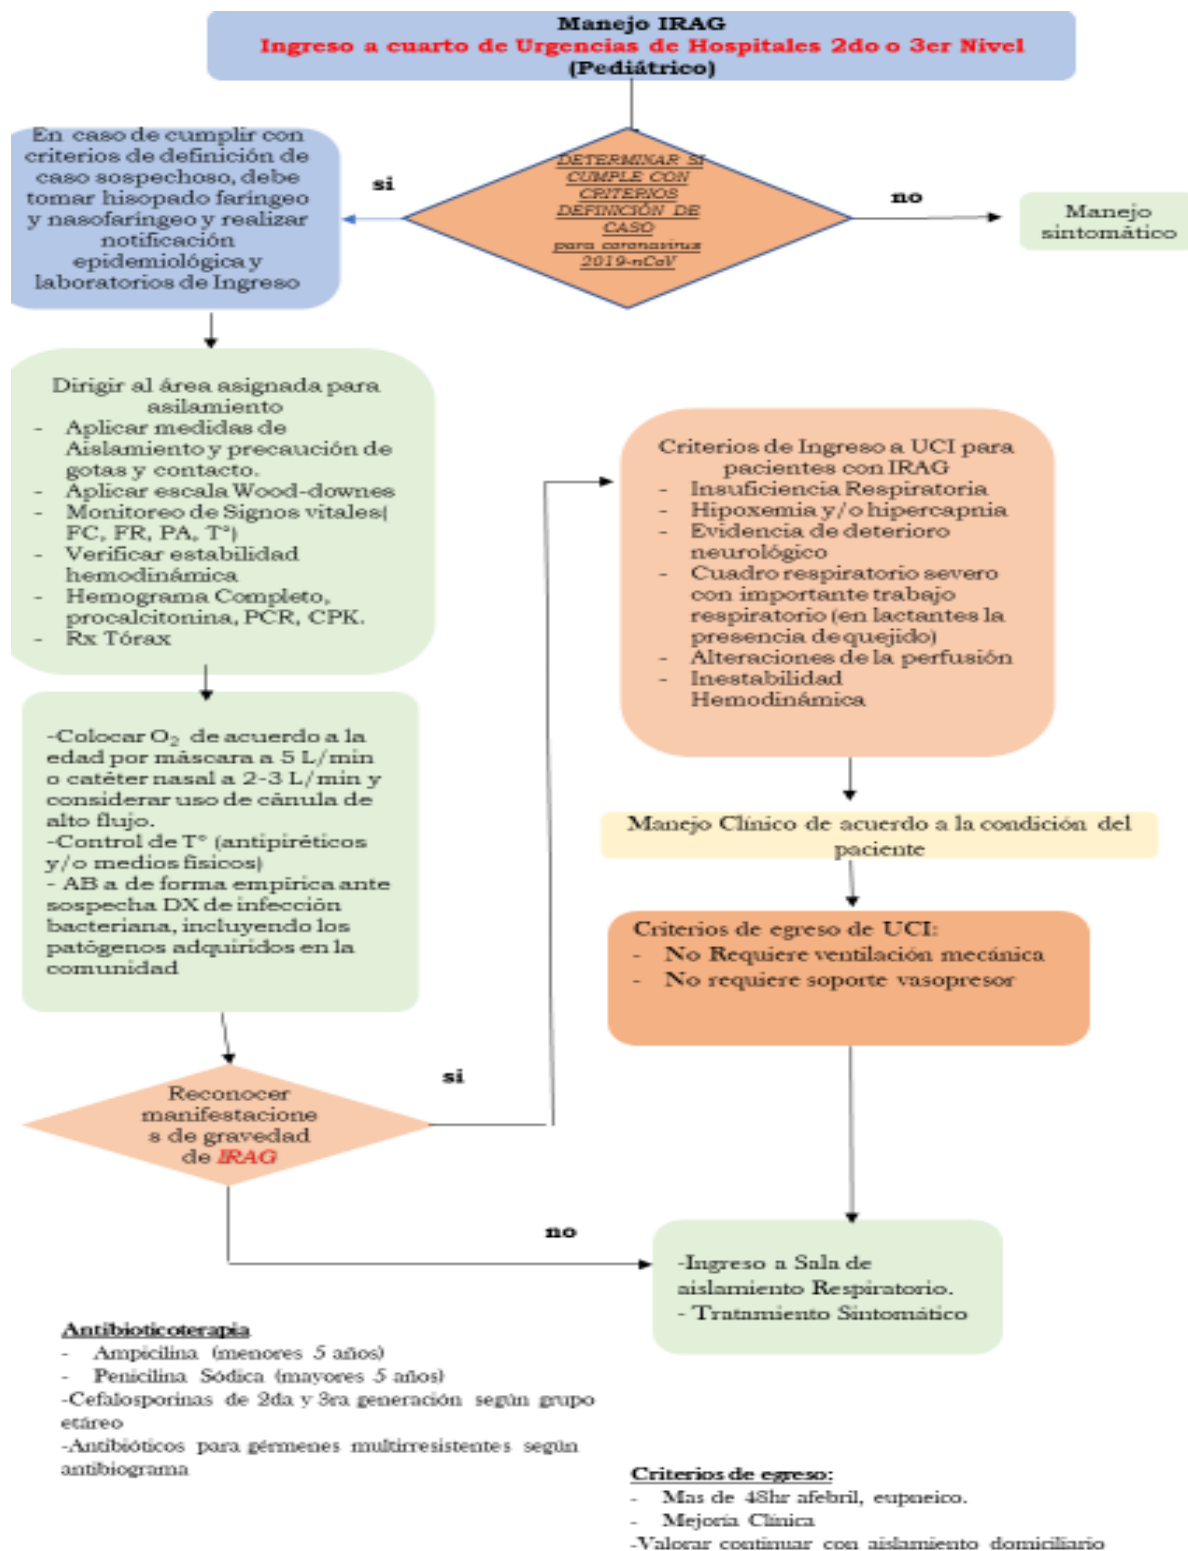 Manejo IRAG
Ingreso a cuarto de Urgencias de Hospitales 2do o 3er Nivel
(Pediátrico)
En caso de cumplir con
criterios de definición de
caso sospechoso, debe
tomar hisopado faríngeo
y nasofaríngeo y realizar
notificación
epidemiológica y
laboratorios de Ingreso
si
DETERMINAR SI
CUMPLE CON
CRITERIOS
DEFINICIÓN DE
CASO
para coronavirus
2019-nCoV
no
Manejo
sintomático
Dirigir al área asignada para
asilamiento
- Aplicar medidas de
Aislamiento y precaución de
gotas y contacto.
- Aplicar escala Wood-downes
- Monitoreo de Signos vitales(
FC, FR, PA, T°)
- Verificar estabilidad
hemodinámica
- Hemograma Completo,
procalcitonina, PCR, CPK.
- Rx Tórax
-Colocar O₂ de acuerdo a la
edad por máscara a 5 L/min
o catéter nasal a 2-3 L/min y
considerar uso de cánula de
alto flujo.
-Control de T° (antipiréticos
y/o medios físicos)
- AB a de forma empírica ante
sospecha DX de infección
bacteriana, incluyendo los
patógenos adquiridos en la
comunidad
Reconocer
manifestacione
s de gravedad
de IRAG
si
Criterios de Ingreso a UCI para
pacientes con IRAG
- Insuficiencia Respiratoria
- Hipoxemia y/o hipercapnia
- Evidencia de deterioro
neurológico
- Cuadro respiratorio severo
con importante trabajo
respiratorio (en lactantes la
presencia de quejido)
- Alteraciones de la perfusión
- Inestabilidad
Hemodinámica
Manejo Clínico de acuerdo a la condición del
paciente
Criterios de egreso de UCI:
- No Requiere ventilación mecánica
- No requiere soporte vasopresor
no
-Ingreso a Sala de
aislamiento Respiratorio.
- Tratamiento Sintomático
Antibioticoterapia
- Ampicilina (menores 5 años)
- Penicilina Sódica (mayores 5 años)
-Cefalosporinas de 2da y 3ra generación según grupo
etáreo
-Antibióticos para gérmenes multirresistentes según
antibiograma
Criterios de egreso:
- Mas de 48hr afebril, eupneico.
- Mejoría Clínica
-Valorar continuar con aislamiento domiciliario